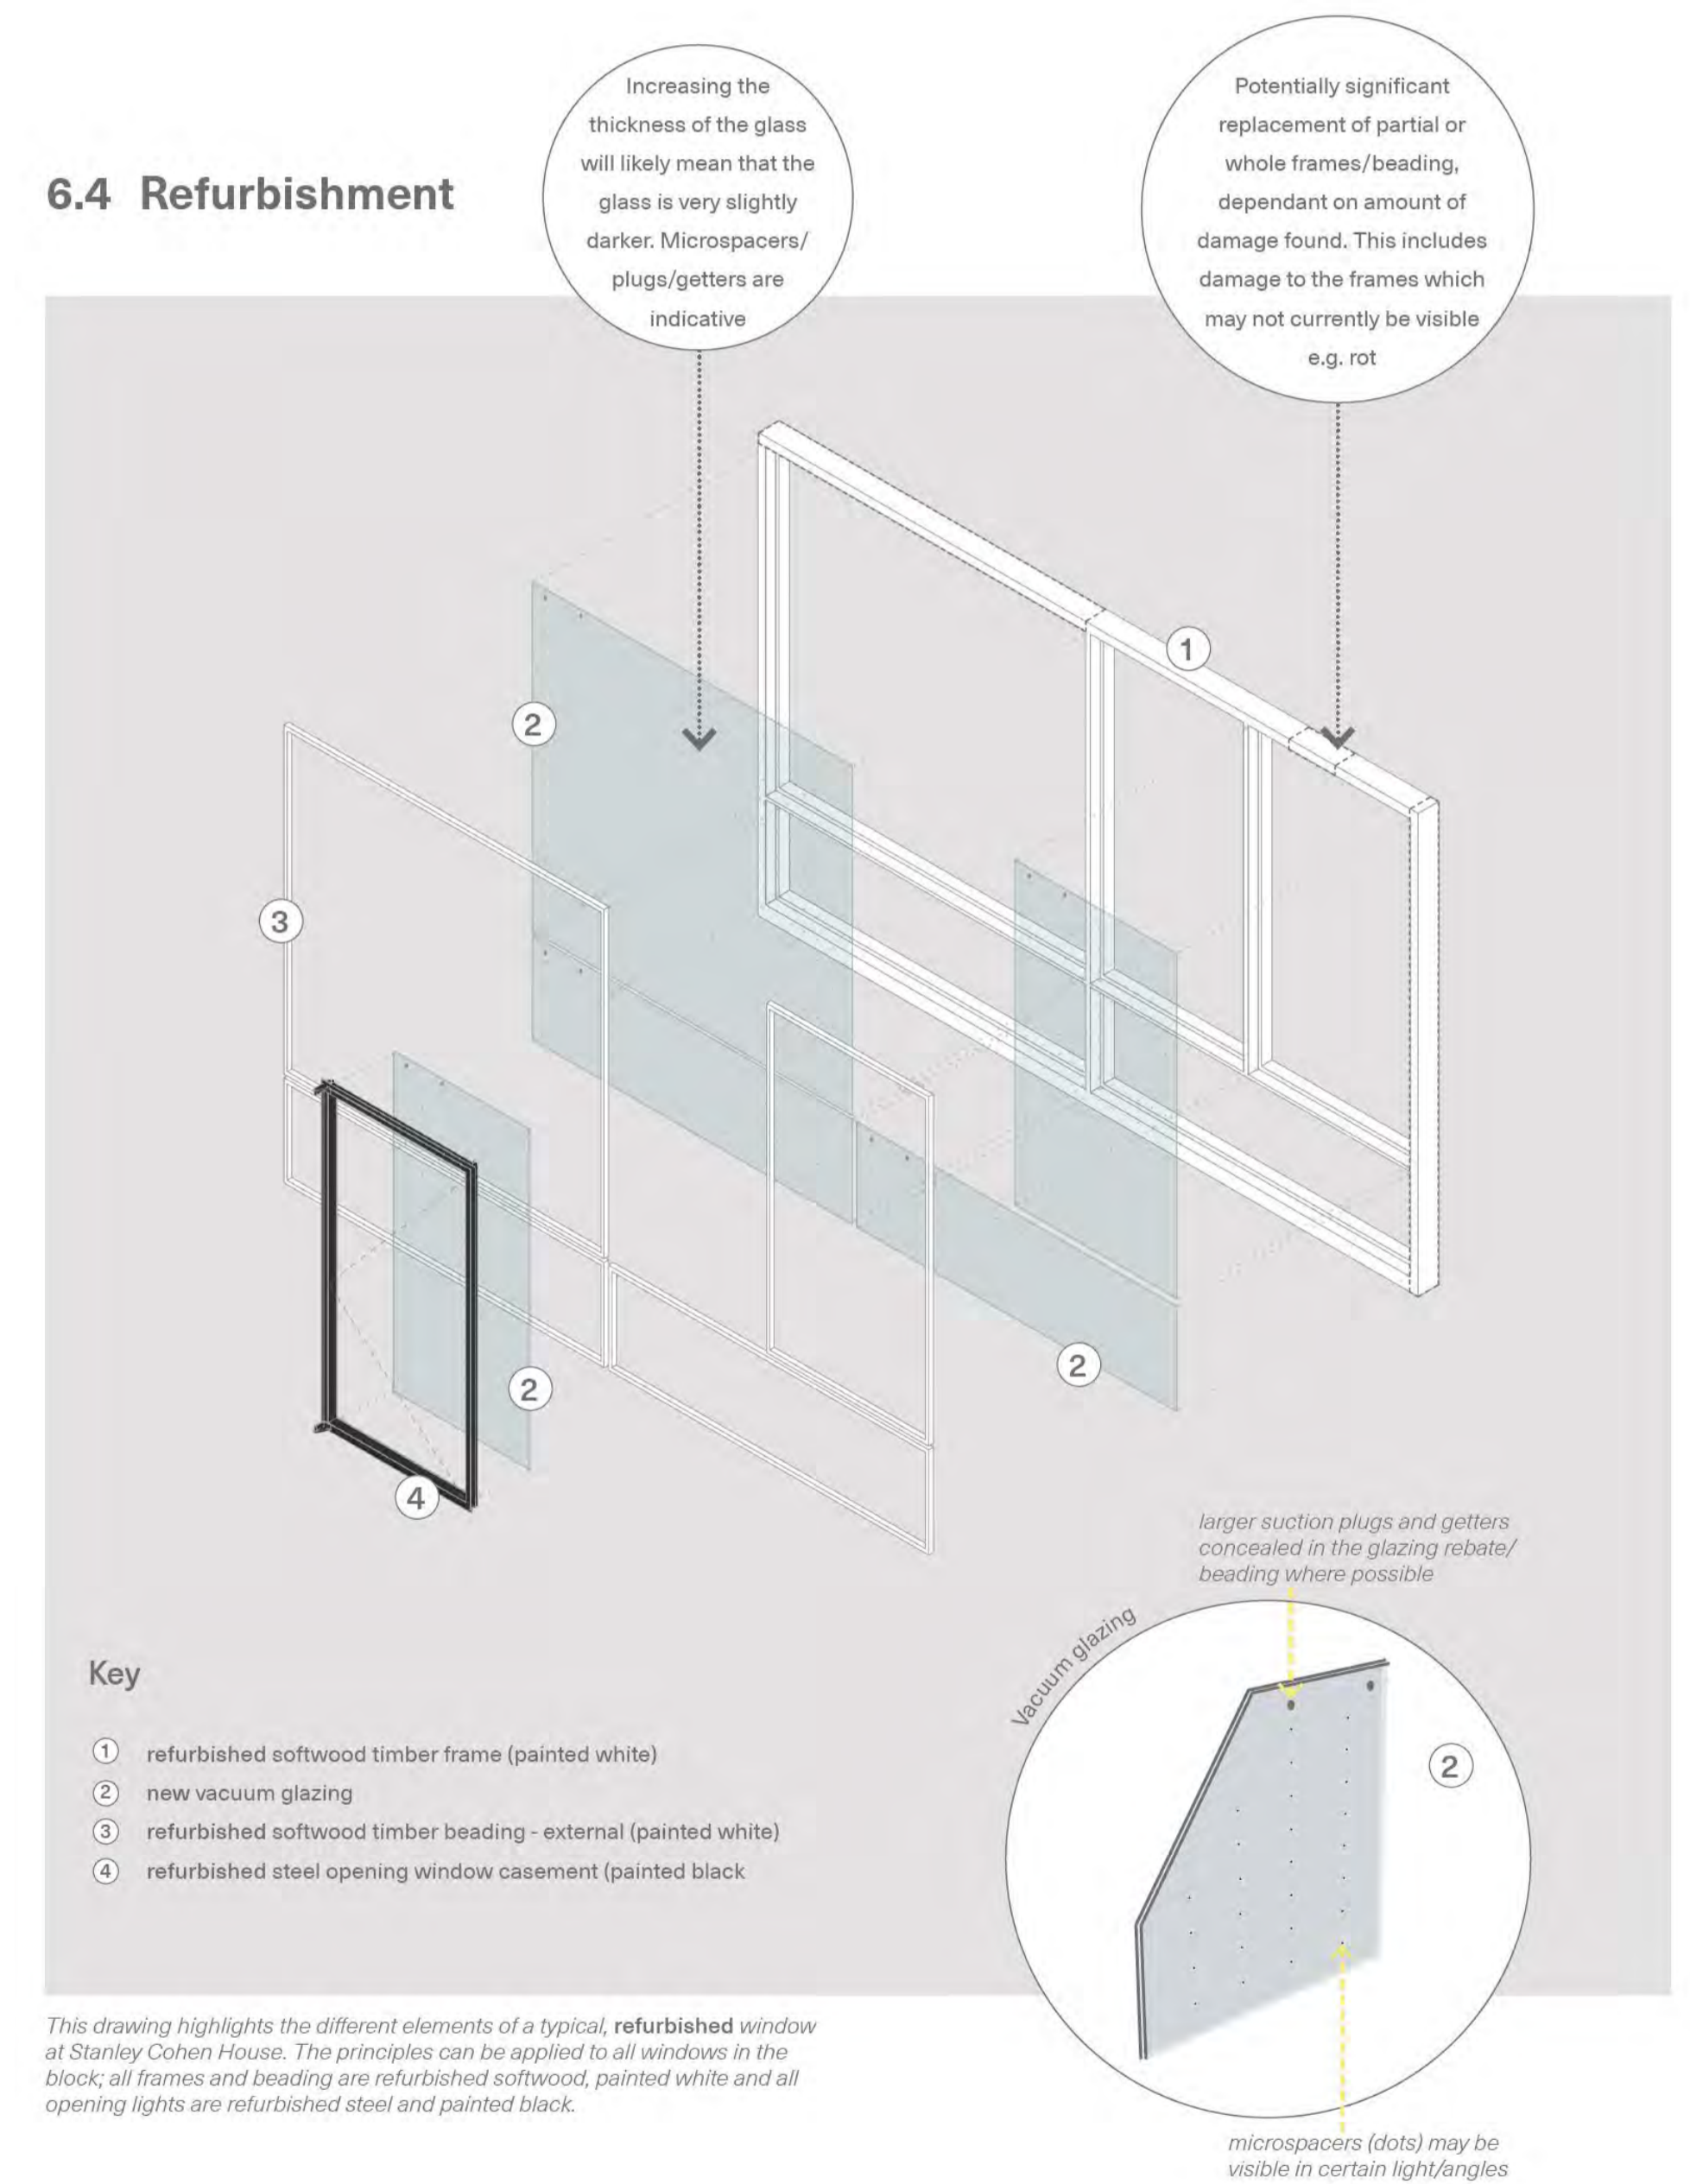 6.4 Refurbishment
Increasing the
thickness of the glass
will likely mean that the
glass is very slightly
darker. Microspacers/
plugs/getters are
indicative
Potentially significant
replacement of partial or
whole frames/beading,
dependant on amount of
damage found. This includes
damage to the frames which
may not currently be visible
e.g. rot
1
2
3
2
2
4
larger suction plugs and getters
concealed in the glazing rebate/
beading where possible
Vacuum glazing
2
Key
1 refurbished softwood timber frame (painted white)
2 new vacuum glazing
3 refurbished softwood timber beading - external (painted white)
4 refurbished steel opening window casement (painted black
This drawing highlights the different elements of a typical, refurbished window
at Stanley Cohen House. The principles can be applied to all windows in the
block; all frames and beading are refurbished softwood, painted white and all
opening lights are refurbished steel and painted black.
microspacers (dots) may be
visible in certain light/angles